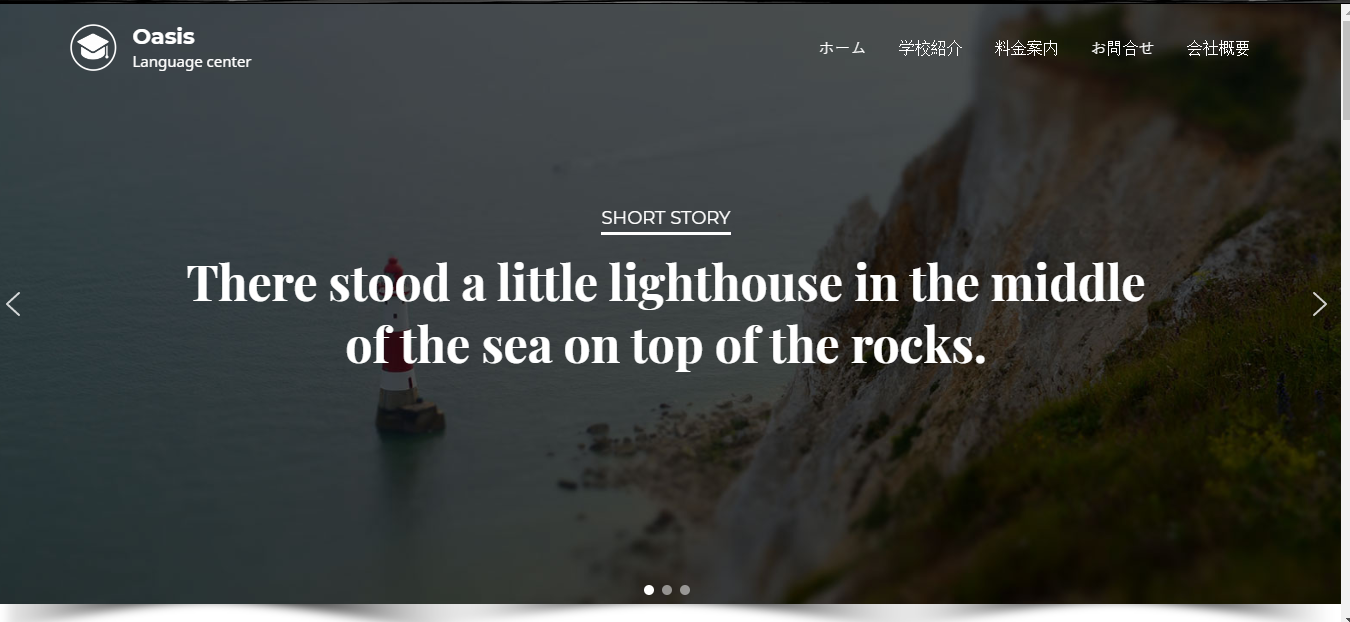 Oasis
Language center
ホーム 学校紹介 料金案内 お問合せ 会社概要
SHORT STORY
There stood a little lighthouse in the middle
of the sea on top of the rocks.